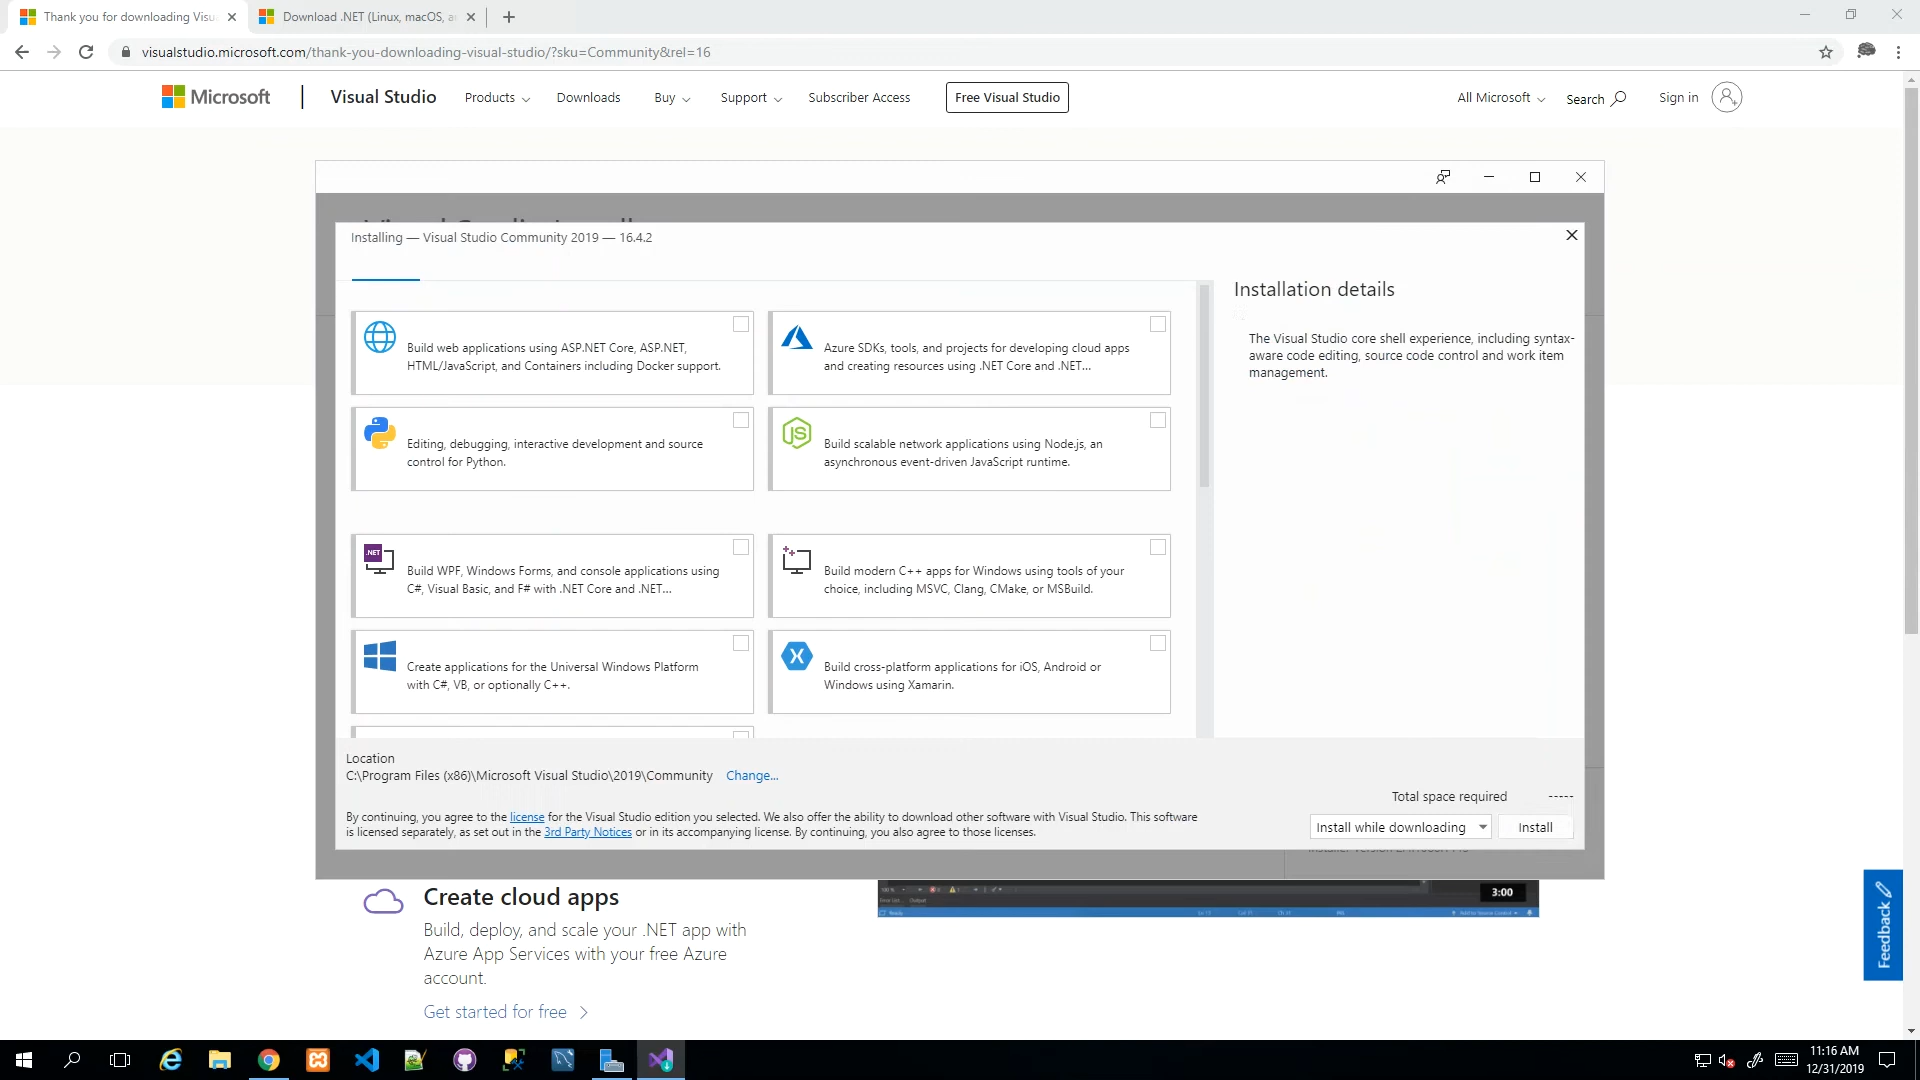 Thank you for downloading Visu
Download .NET (Linux, macOS, a
visualstudio.microsoft.com/thank-you-downloading-visual-studio/?sku=Community&rel=16
Microsoft
Visual Studio
Products
Downloads
Buy
Support
Subscriber Access
Free Visual Studio
All Microsoft
Search
Sign in
Installing — Visual Studio Community 2019 — 16.4.2
Build web applications using ASP.NET Core, ASP.NET,
HTML/JavaScript, and Containers including Docker support.
Azure SDKs, tools, and projects for developing cloud apps
and creating resources using .NET Core and .NET...
Editing, debugging, interactive development and source
control for Python.
JS
Build scalable network applications using Node.js, an
asynchronous event-driven JavaScript runtime.
.NET
Build WPF, Windows Forms, and console applications using
C#, Visual Basic, and F# with .NET Core and .NET...
Build modern C++ apps for Windows using tools of your
choice, including MSVC, Clang, CMake, or MSBuild.
Create applications for the Universal Windows Platform
with C#, VB, or optionally C++.
X
Build cross-platform applications for iOS, Android or
Windows using Xamarin.
Installation details
The Visual Studio core shell experience, including syntax-
aware code editing, source code control and work item
management.
Location
C:\Program Files (x86)\Microsoft Visual Studio\2019\Community
Change...
By continuing, you agree to the license for the Visual Studio edition you selected. We also offer the ability to download other software with Visual Studio. This software
is licensed separately, as set out in the 3rd Party Notices or in its accompanying license. By continuing, you also agree to those licenses.
Total space required -----
Install while downloading
Install
Create cloud apps
Build, deploy, and scale your .NET app with
Azure App Services with your free Azure
account.
Get started for free
3:00
Feedback
11:16 AM
12/31/2019